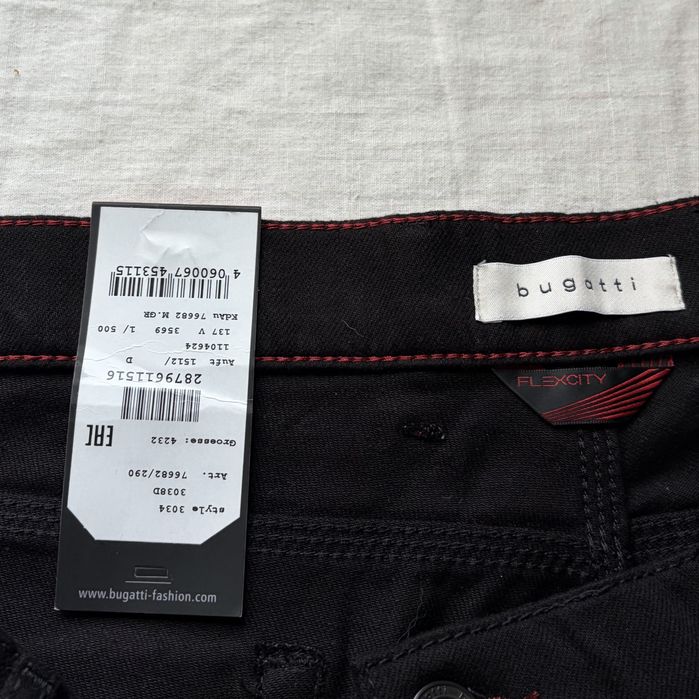 style 3034
3038D
Art. 76682/290
Groesse: 4232
EAC
2879611516
Auft 1512/ D
1104624
137 V 3569 1/ 500
KdAu 76682 M.GR
4 060067 453115
www.bugatti-fashion.com
bugatti
FLEXCITY